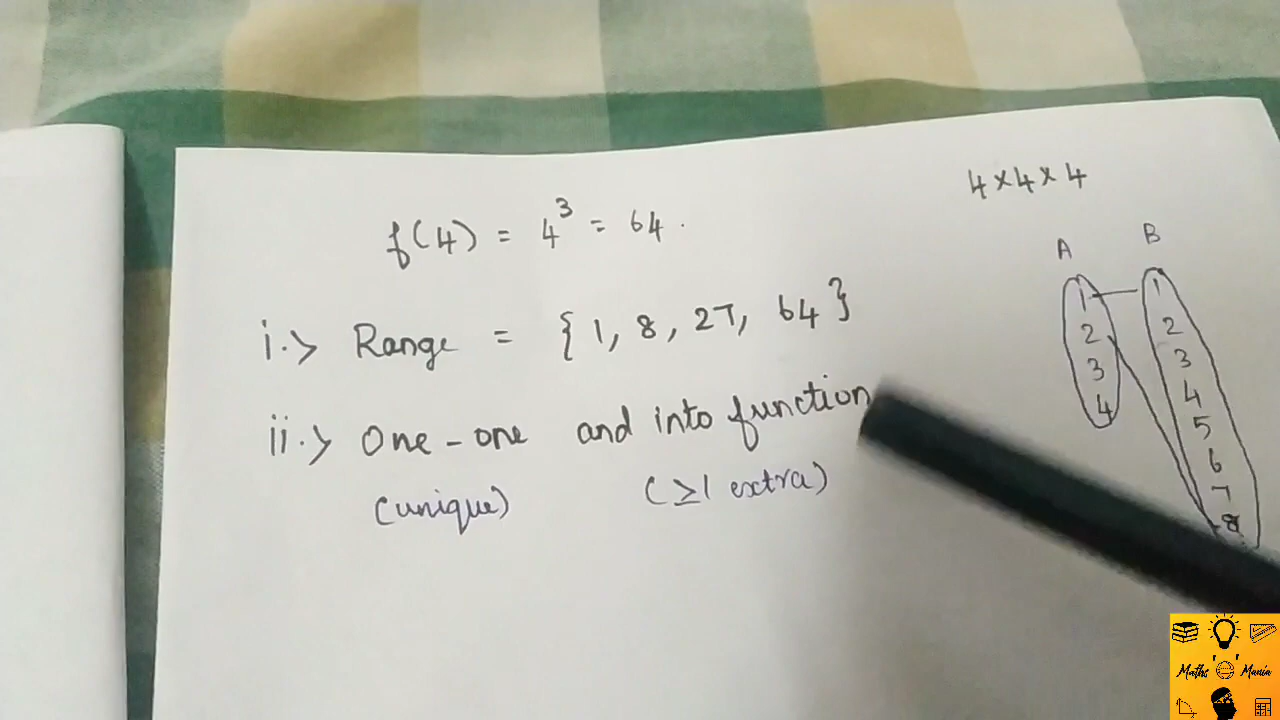 4×4×4
f(4) = 4³ = 64.
A B
i.> Range = { 1, 8, 27, 64 }
ii.> One-one and into function
(unique) (≥1 extra)
1
2
3
4
1
2
3
4
5
6
7
8
Maths Mania